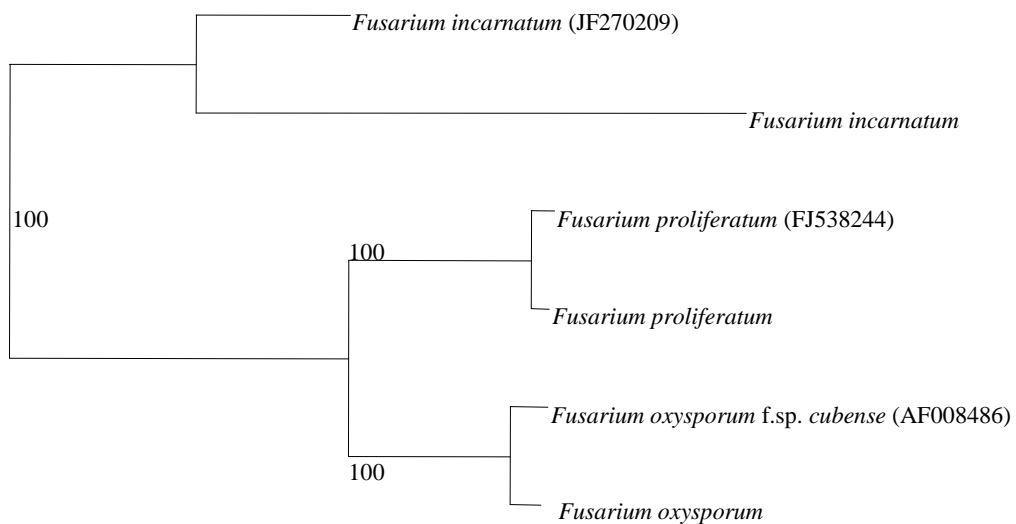 Fusarium incarnatum (JF270209)
Fusarium incarnatum
100
Fusarium proliferatum (FJ538244)
100
Fusarium proliferatum
Fusarium oxysporum f.sp. cubense (AF008486)
100
Fusarium oxysporum